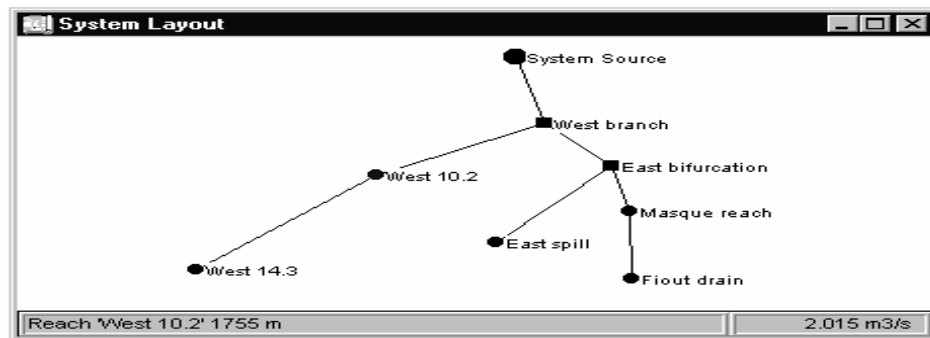 System Layout
System Source
West branch
East bifurcation
West 10.2
Masque reach
East spill
West 14.3
Fiout drain
Reach 'West 10.2' 1755 m
2.015 m3/s